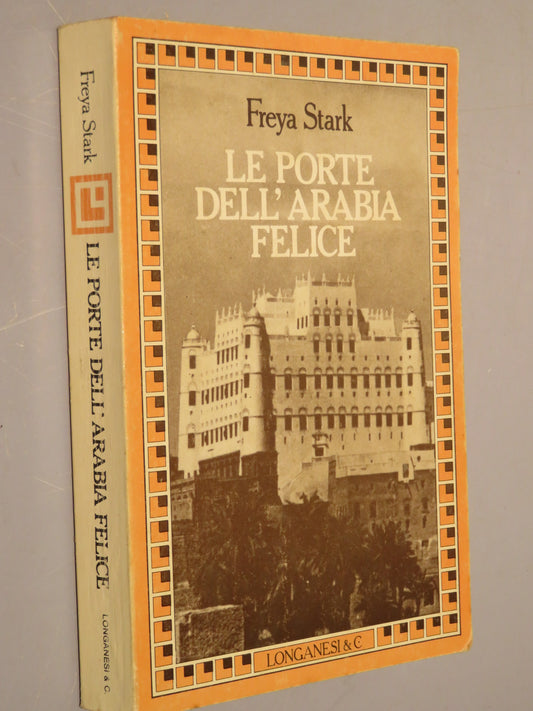 Freya Stark
LE PORTE
DELL'ARABIA
FELICE
LONGANESI & C.
Freya Stark
LE PORTE DELL'ARABIA FELICE
LONGANESI & C.